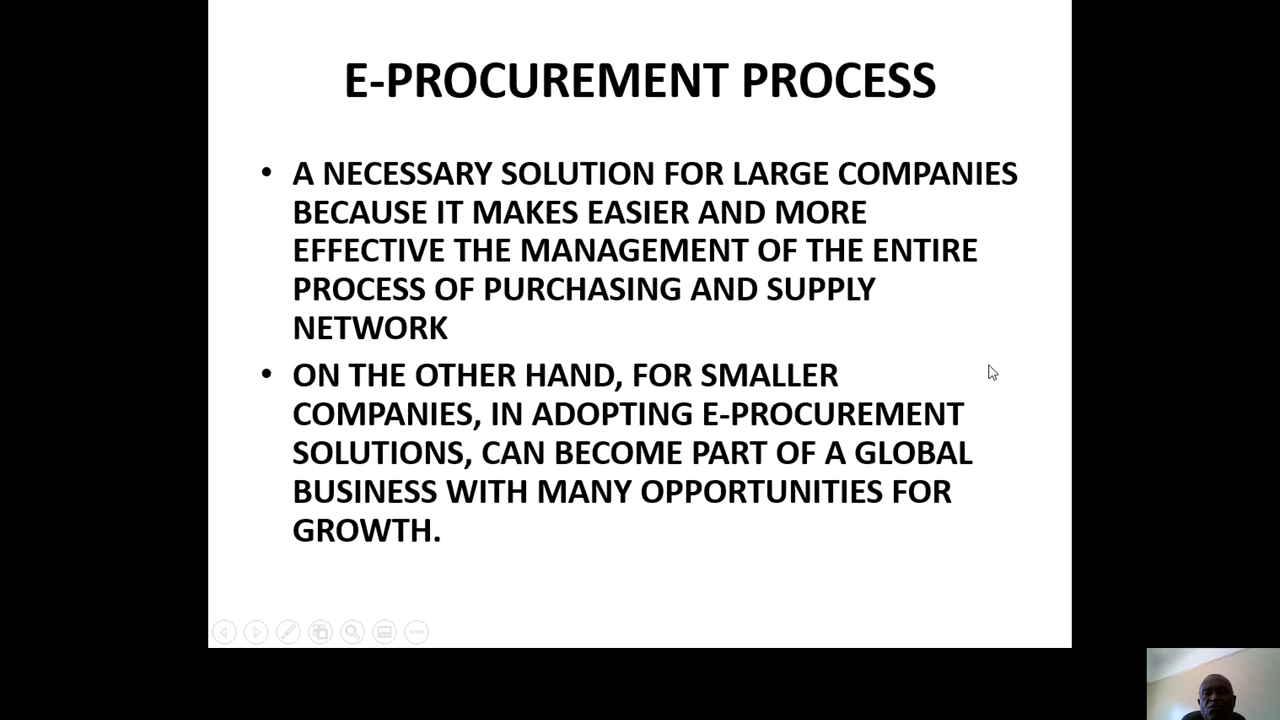 E-PROCUREMENT PROCESS
• A NECESSARY SOLUTION FOR LARGE COMPANIES
BECAUSE IT MAKES EASIER AND MORE
EFFECTIVE THE MANAGEMENT OF THE ENTIRE
PROCESS OF PURCHASING AND SUPPLY
NETWORK
• ON THE OTHER HAND, FOR SMALLER
COMPANIES, IN ADOPTING E-PROCUREMENT
SOLUTIONS, CAN BECOME PART OF A GLOBAL
BUSINESS WITH MANY OPPORTUNITIES FOR
GROWTH.